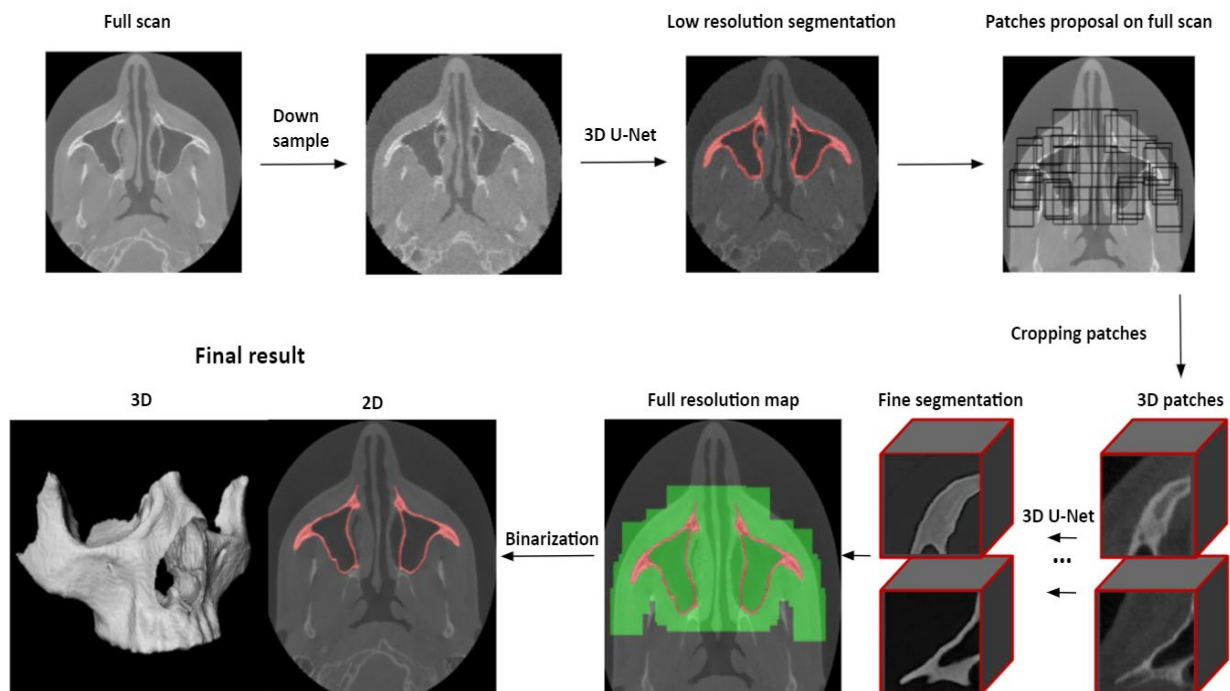 Full scan
Low resolution segmentation
Patches proposal on full scan
Down
sample
3D U-Net
Cropping patches
Final result
3D
2D
Full resolution map
Fine segmentation
3D patches
Binarization
3D U-Net
...